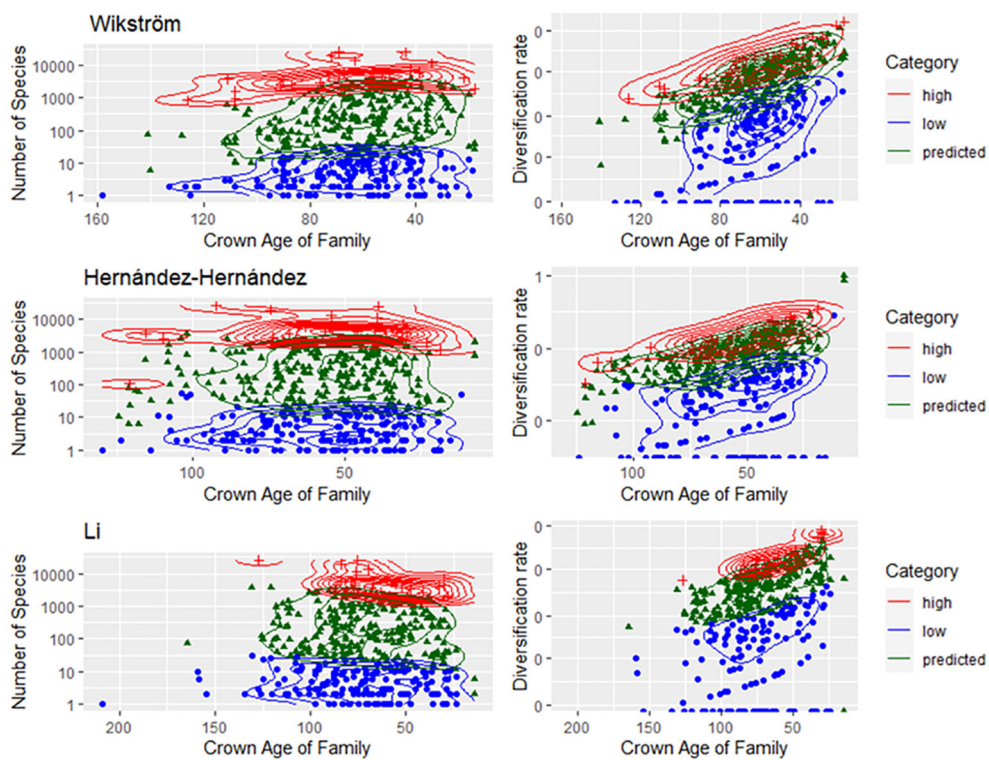 Wikström
Number of Species
10000
1000
100
10
1
160
120
80
40
Crown Age of Family
Diversification rate
0
0
0
0
0
160
120
80
40
Crown Age of Family
Category
high
low
predicted
Hernández-Hernández
Number of Species
10000
1000
100
10
1
100
50
Crown Age of Family
Diversification rate
1
0
0
100
50
Crown Age of Family
Category
high
low
predicted
Li
Number of Species
10000
1000
100
10
1
200
150
100
50
Crown Age of Family
Diversification rate
0
0
0
0
0
200
150
100
50
Crown Age of Family
Category
high
low
predicted